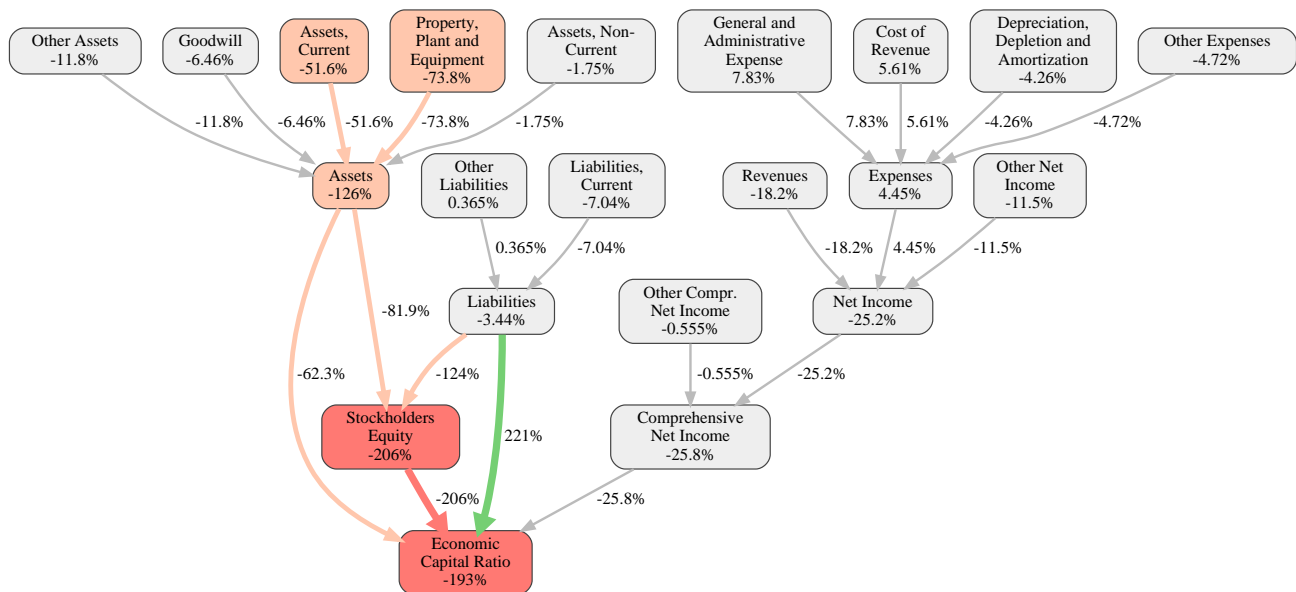 Other Assets
-11.8%
Goodwill
-6.46%
Assets,
Current
-51.6%
Property,
Plant and
Equipment
-73.8%
Assets, Non-
Current
-1.75%
General and
Administrative
Expense
7.83%
Cost of
Revenue
5.61%
Depreciation,
Depletion and
Amortization
-4.26%
Other Expenses
-4.72%
-11.8%
-6.46%
-51.6%
-73.8%
-1.75%
7.83%
5.61%
-4.26%
-4.72%
Assets
-126%
Other
Liabilities
0.365%
Liabilities,
Current
-7.04%
Revenues
-18.2%
Expenses
4.45%
Other Net
Income
-11.5%
0.365%
-7.04%
-18.2%
4.45%
-11.5%
-81.9%
Liabilities
-3.44%
Other Compr.
Net Income
-0.555%
Net Income
-25.2%
-62.3%
-124%
-0.555%
-25.2%
Stockholders
Equity
-206%
221%
Comprehensive
Net Income
-25.8%
-206%
-25.8%
Economic
Capital Ratio
-193%